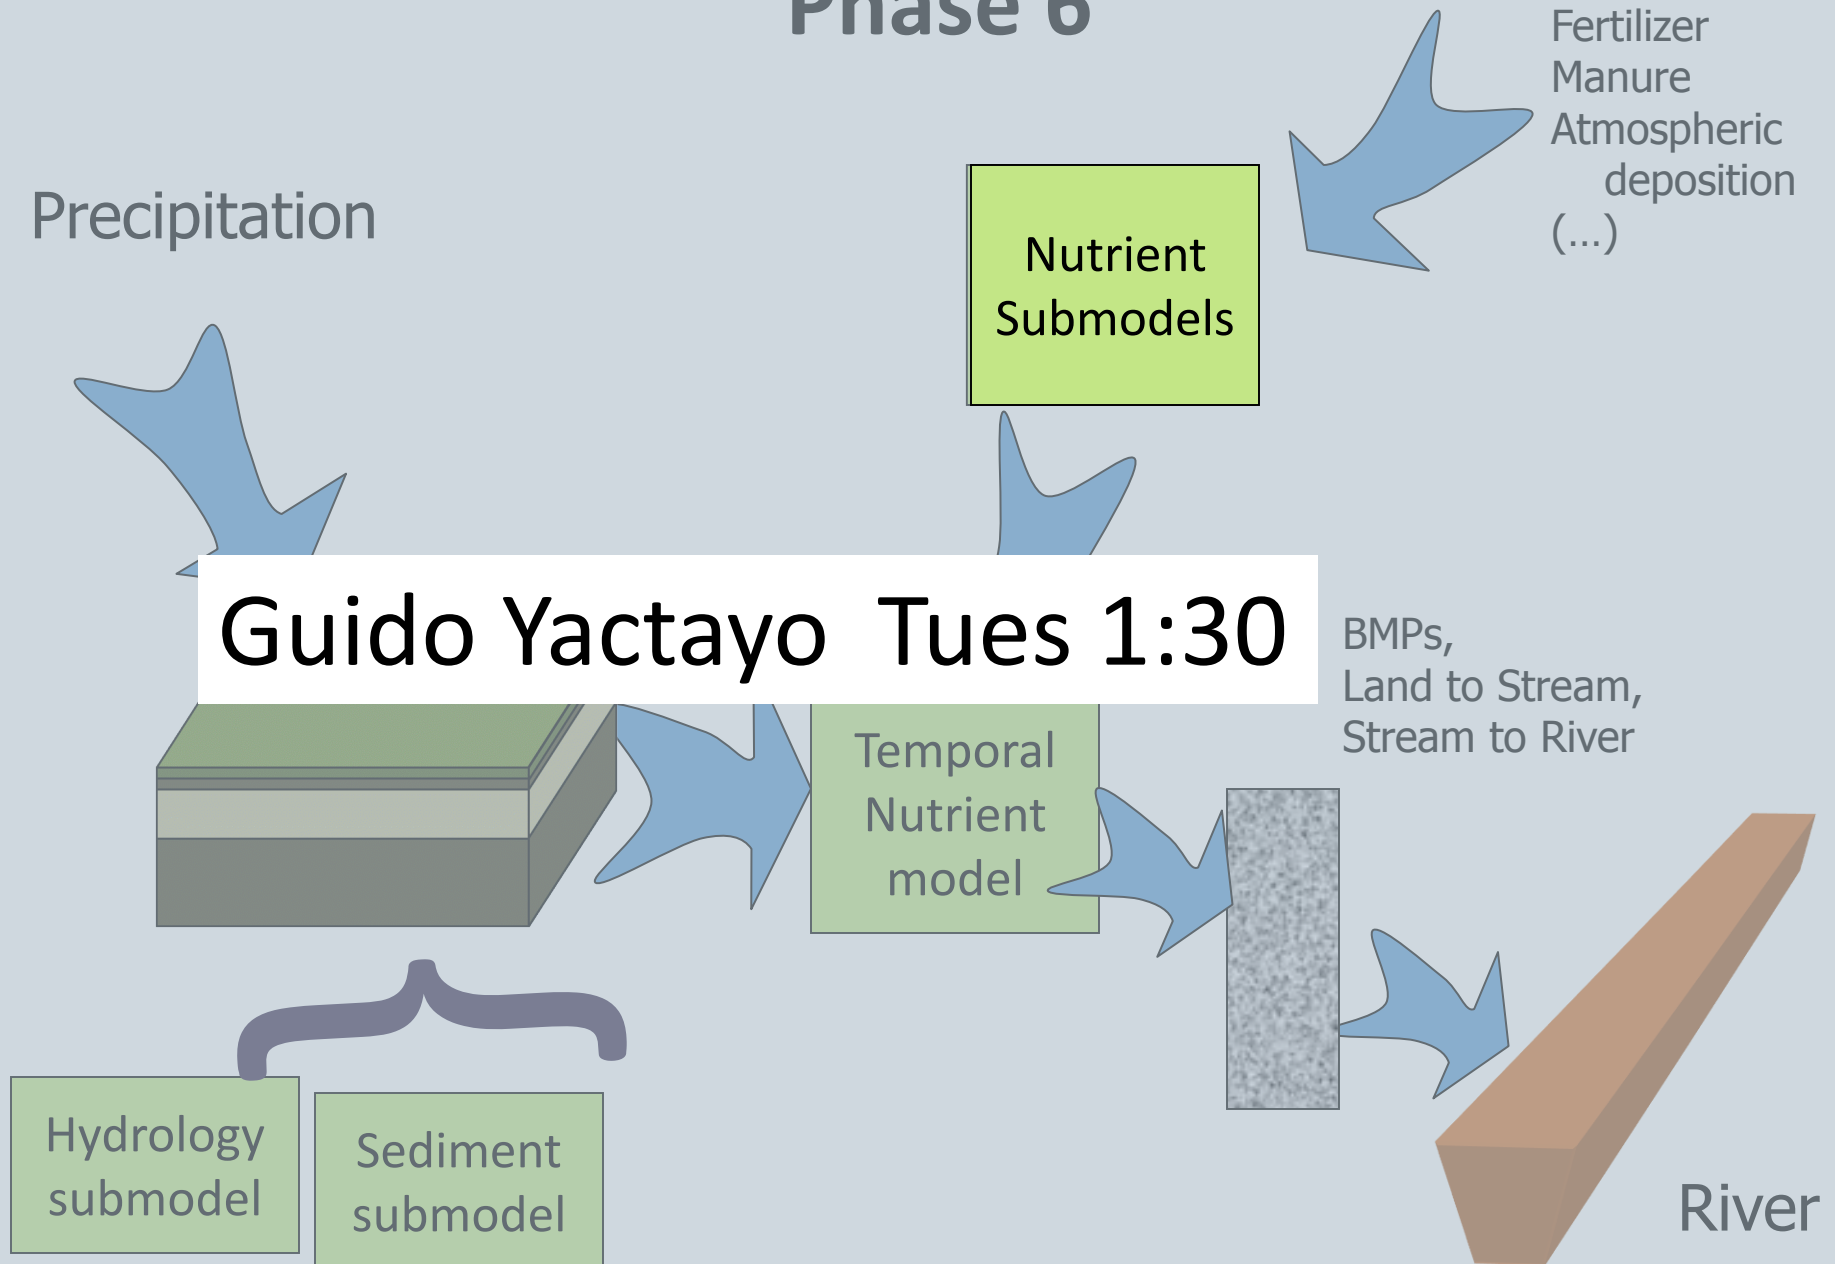 Phase 6
Fertilizer
Manure
Atmospheric
deposition
(...)
Precipitation
Nutrient
Submodels
Guido Yactayo  Tues 1:30
BMPs,
Land to Stream,
Stream to River
Temporal
Nutrient
model
Hydrology
submodel
Sediment
submodel
River